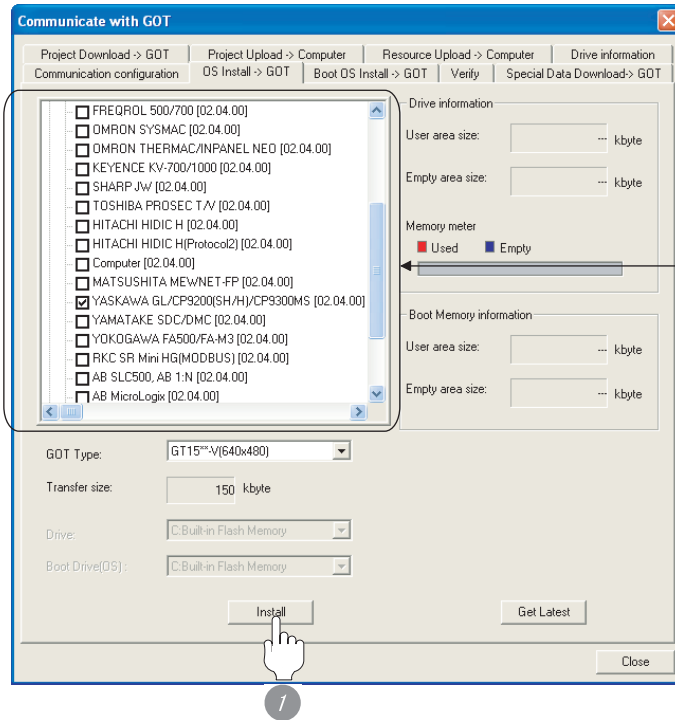 Communicate with GOT
Project Download -> GOT Project Upload -> Computer Resource Upload -> Computer Drive information
Communication configuration OS Install -> GOT Boot OS Install -> GOT Verify Special Data Download-> GOT
FREQROL 500/700 [02.04.00]
OMRON SYSMAC [02.04.00]
OMRON THERMAC/INPANEL NEO [02.04.00]
KEYENCE KV-700/1000 [02.04.00]
SHARP JW [02.04.00]
TOSHIBA PROSEC T/V [02.04.00]
HITACHI HIDIC H [02.04.00]
HITACHI HIDIC H(Protocol2) [02.04.00]
Computer [02.04.00]
MATSUSHITA MEWNET-FP [02.04.00]
YASKAWA GL/CP9200(SH/H)/CP9300MS [02.04.00]
YAMATAKE SDC/DMC [02.04.00]
YOKOGAWA FA500/FA-M3 [02.04.00]
RKC SR Mini HG(MODBUS) [02.04.00]
AB SLC500, AB 1:N [02.04.00]
AB MicroLogix [02.04.00]
Drive information
User area size: --- kbyte
Empty area size: --- kbyte
Memory meter
Used Empty
Boot Memory information
User area size: --- kbyte
Empty area size: --- kbyte
GOT Type: GT15**-V(640x480)
Transfer size: 150 kbyte
Drive: C:Built-in Flash Memory
Boot Drive(OS) : C:Built-in Flash Memory
Install Get Latest
Close
1